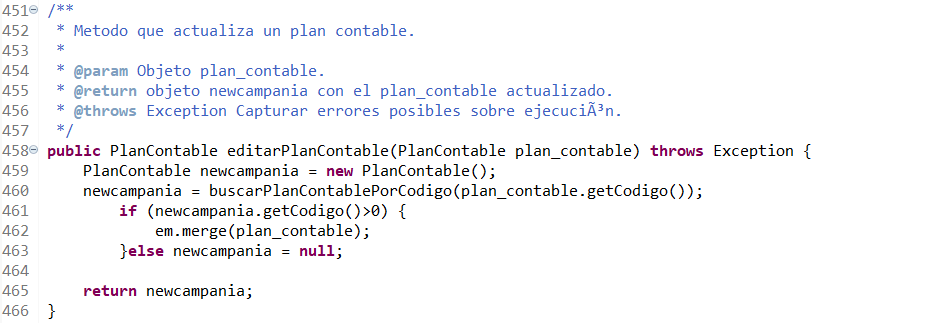 451 /**
452  * Metodo que actualiza un plan contable.
453  *
454  * @param Objeto plan_contable.
455  * @return objeto newcampania con el plan_contable actualizado.
456  * @throws Exception Capturar errores posibles sobre ejecuciÃ³n.
457  */
458 public PlanContable editarPlanContable(PlanContable plan_contable) throws Exception {
459     PlanContable newcampania = new PlanContable();
460     newcampania = buscarPlanContablePorCodigo(plan_contable.getCodigo());
461         if (newcampania.getCodigo()>0) {
462             em.merge(plan_contable);
463         }else newcampania = null;
464
465     return newcampania;
466 }